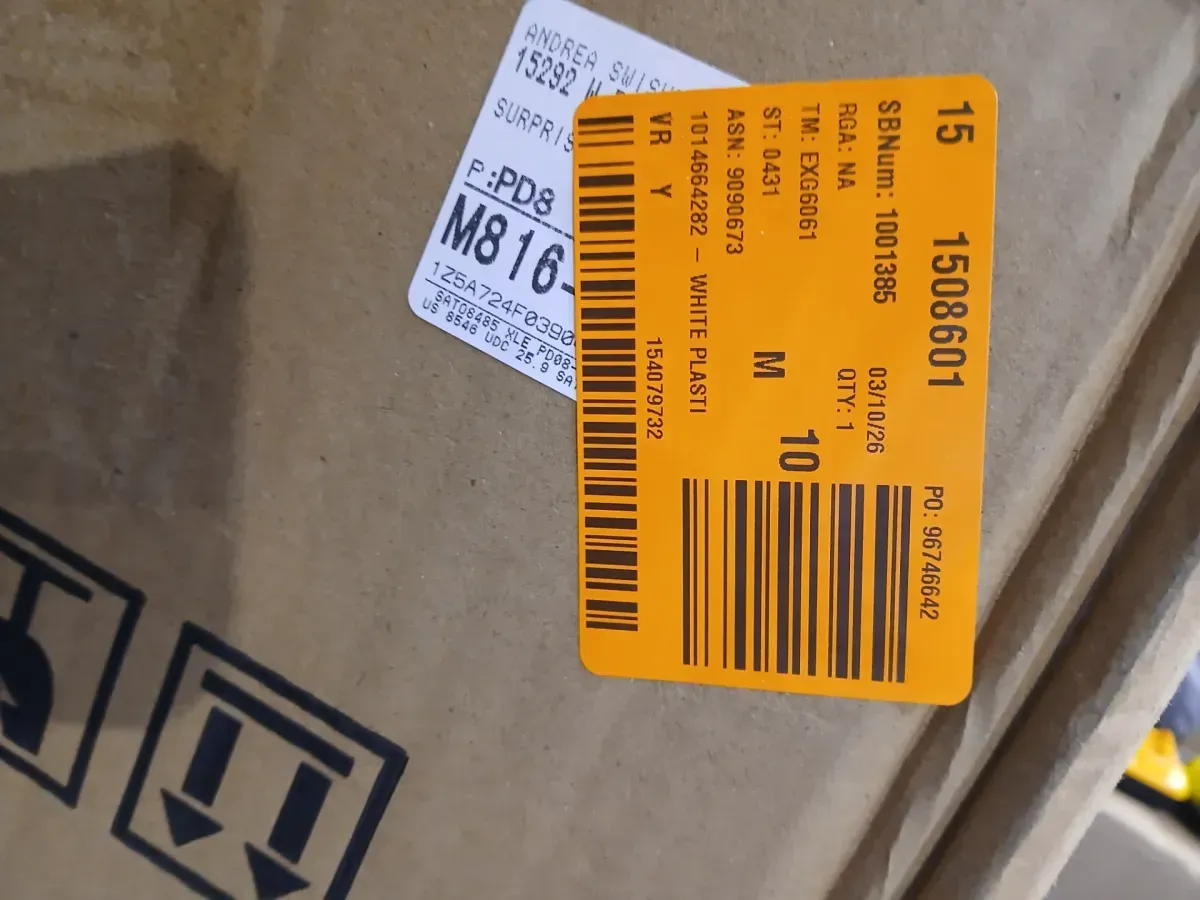 ANDREA
15292 W
SURPRIS
P:PD8
M816-
1Z5A724F0390
SAT08485 XLE PD08-
US 8546 UDC 25.9 SA
15 1508601 PO: 96746642
SBNum: 1001385 03/10/26
RGA: NA QTY: 1
TM: EXG6061 10
ST: 0431 M
ASN: 9090673
1014664282 – WHITE PLASTI
VR Y 154079732